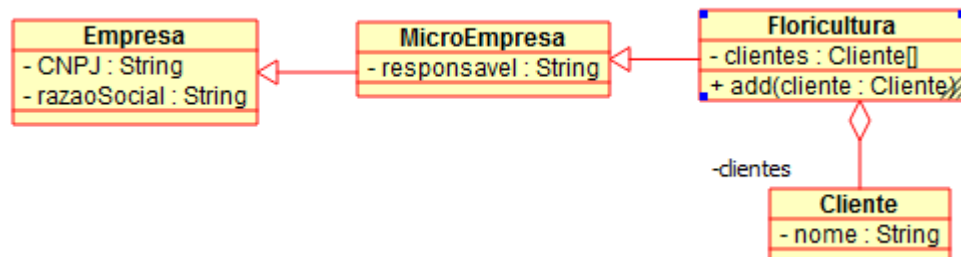 Empresa
- CNPJ : String
- razaoSocial : String
MicroEmpresa
- responsavel : String
Floricultura
- clientes : Cliente[]
+ add(cliente : Cliente)
-clientes
Cliente
- nome : String